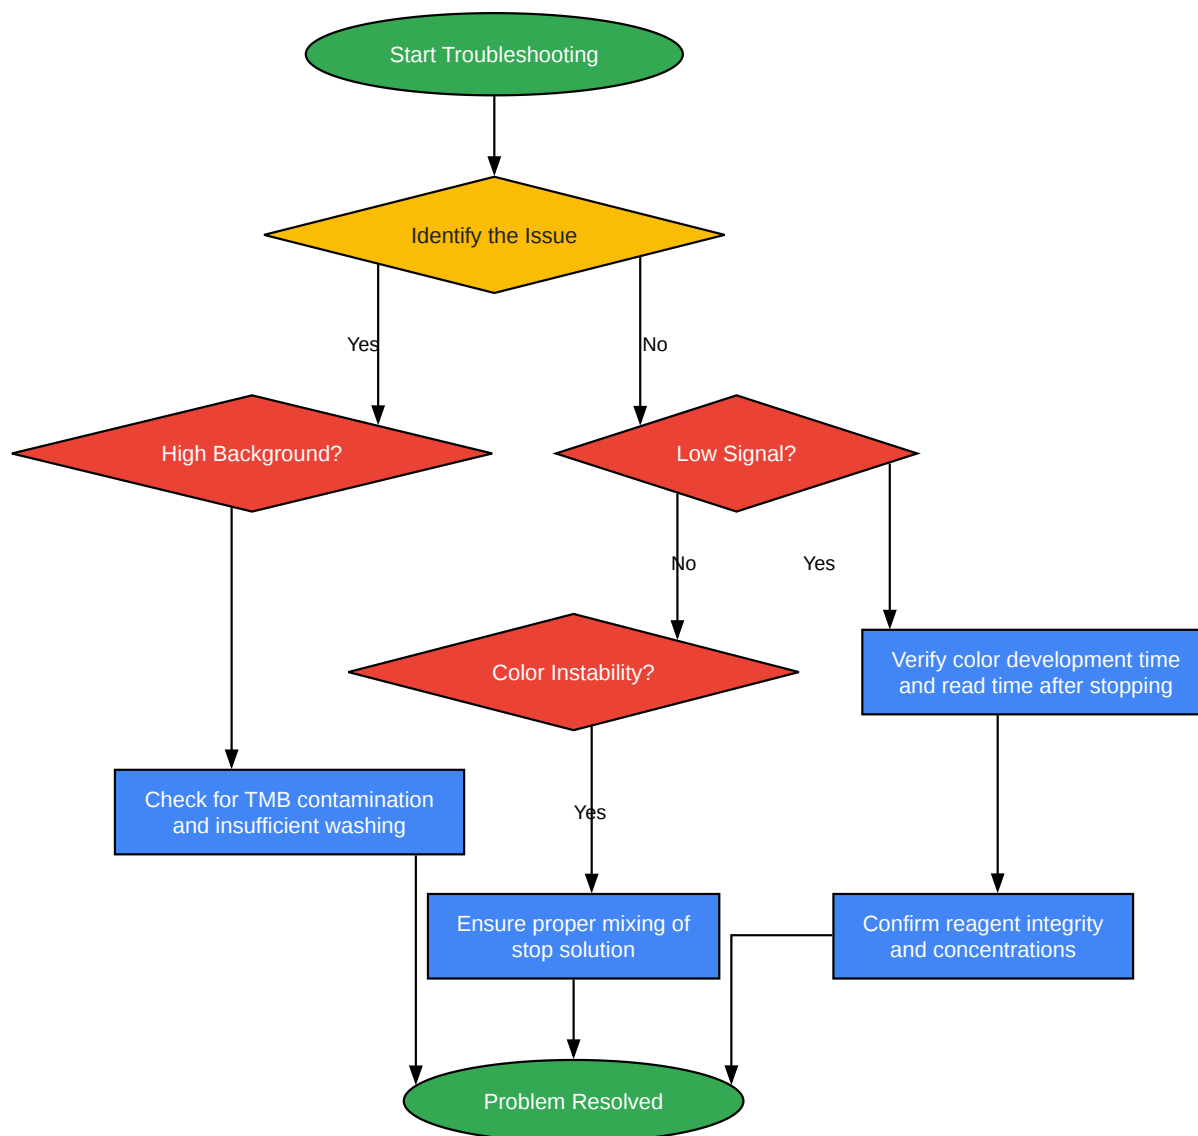 Start Troubleshooting
Identify the Issue
Yes
No
High Background?
Low Signal?
No
Yes
Color Instability?
Verify color development time
and read time after stopping
Check for TMB contamination
and insufficient washing
Yes
Ensure proper mixing of
stop solution
Confirm reagent integrity
and concentrations
Problem Resolved